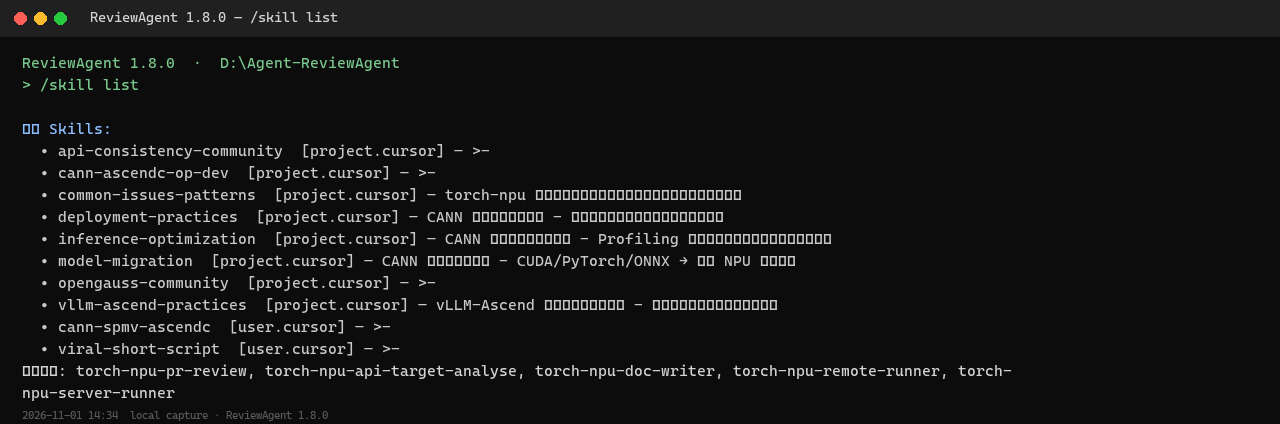 ReviewAgent 1.8.0 — /skill list
ReviewAgent 1.8.0 · D:\Agent-ReviewAgent
> /skill list
Skills:
• api-consistency-community [project.cursor] — >-
• cann-ascendc-op-dev [project.cursor] — >-
• common-issues-patterns [project.cursor] — torch-npu
• deployment-practices [project.cursor] — CANN —
• inference-optimization [project.cursor] — CANN — Profiling
• model-migration [project.cursor] — CANN — CUDA/PyTorch/ONNX → NPU
• opengauss-community [project.cursor] — >-
• vllm-ascend-practices [project.cursor] — vLLM-Ascend —
• cann-spmv-ascendc [user.cursor] — >-
• viral-short-script [user.cursor] — >-
: torch-npu-pr-review, torch-npu-api-target-analyse, torch-npu-doc-writer, torch-npu-remote-runner, torch-
npu-server-runner
2026-11-01 14:34 local capture · ReviewAgent 1.8.0